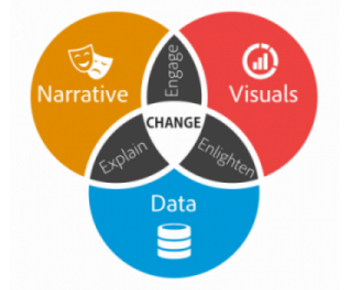 Engage
Narrative
Visuals
CHANGE
Explain
Enlighten
Data